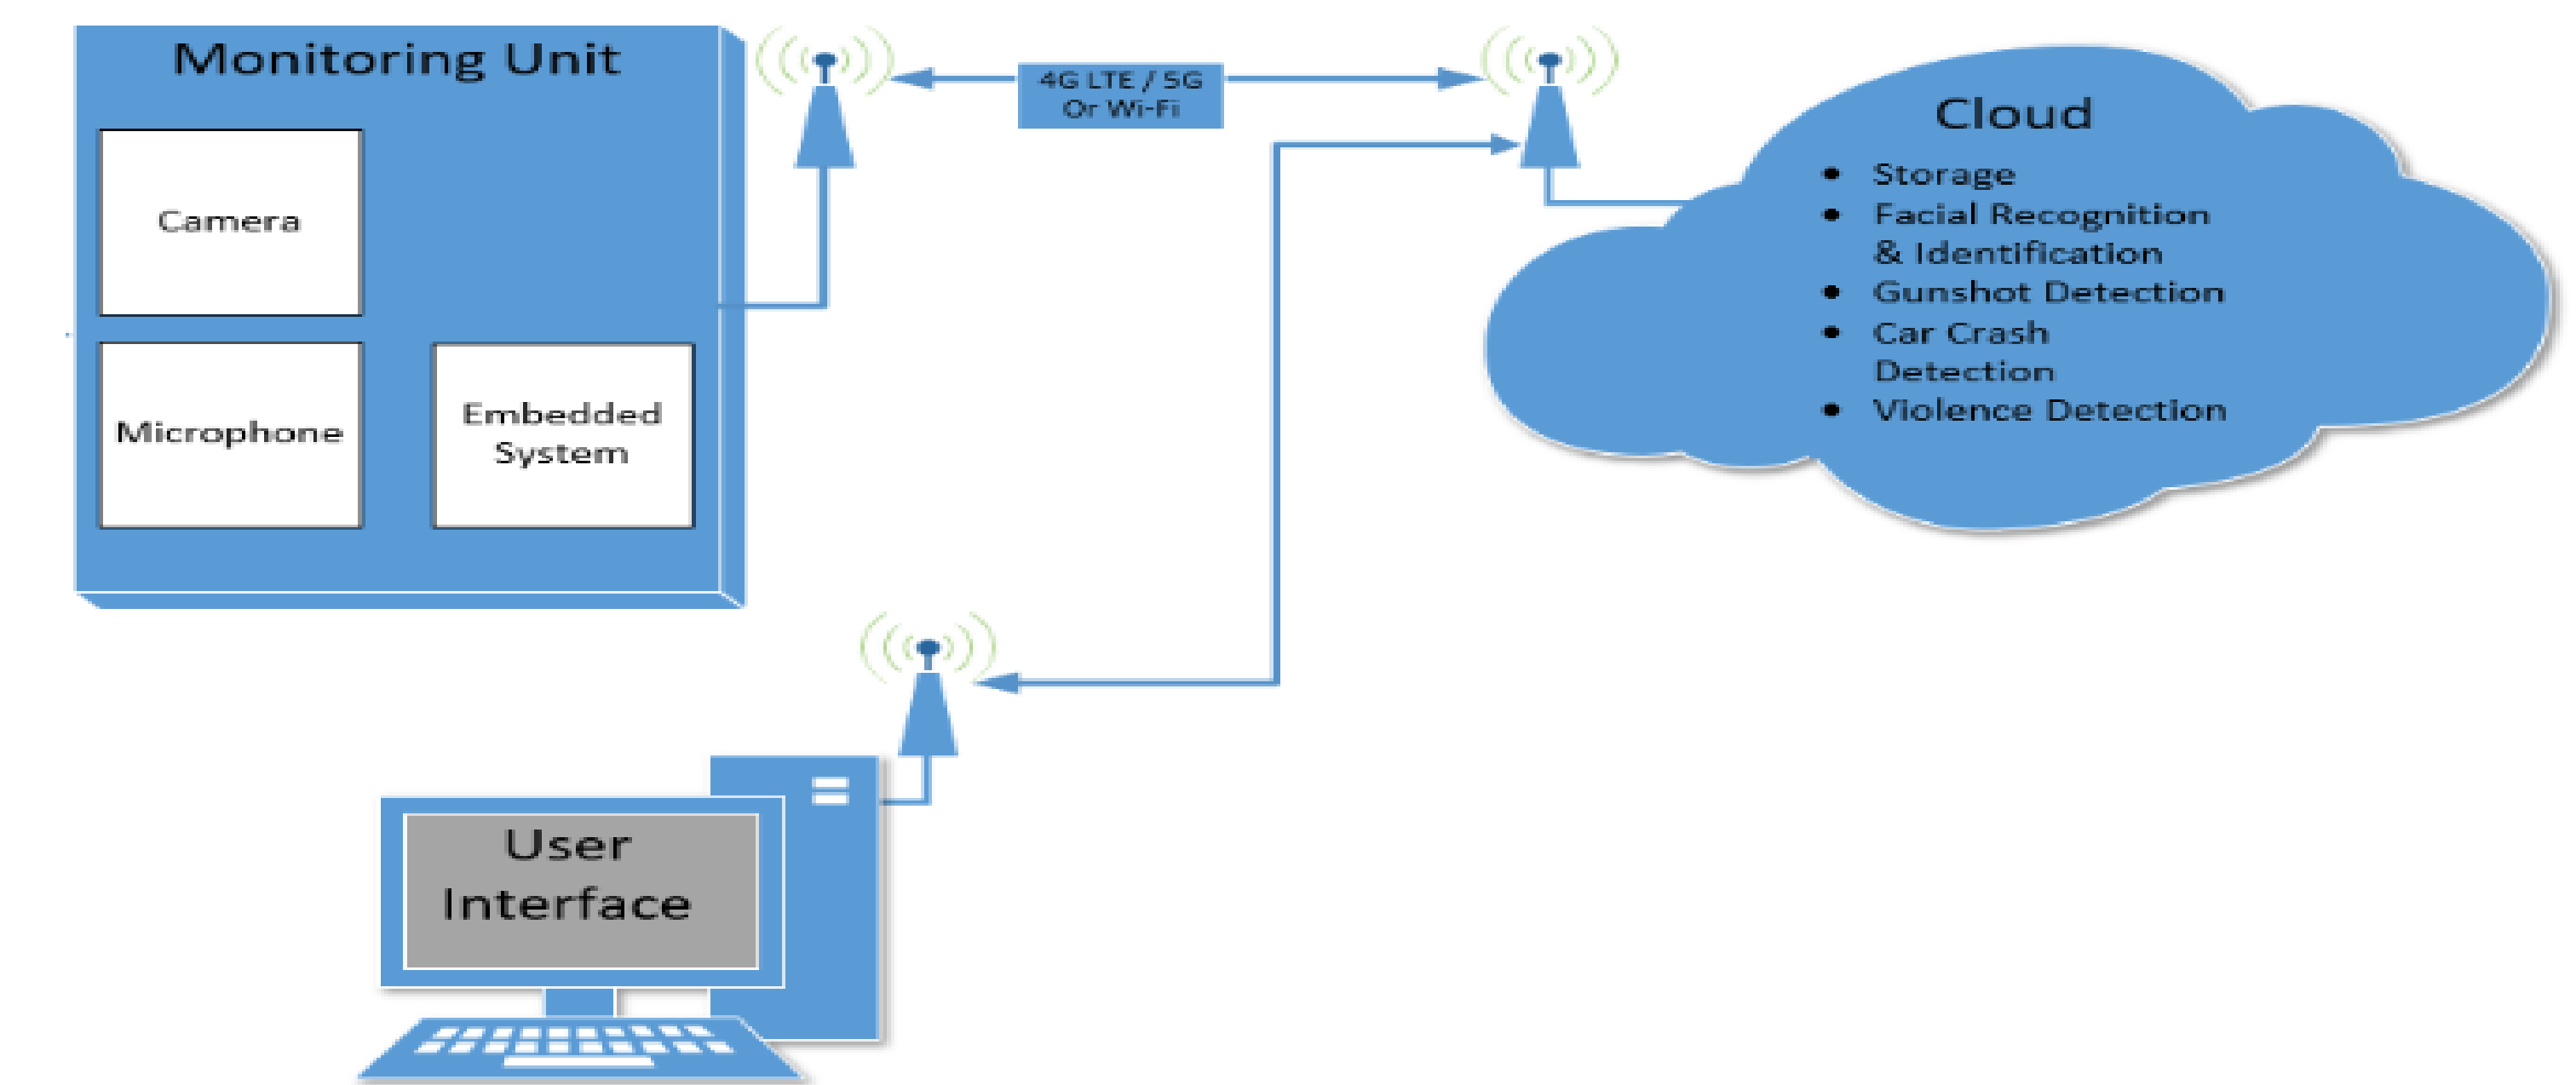 Monitoring Unit
Camera
Microphone
Embedded
System
4G LTE / 5G
Or Wi-Fi
Cloud
• Storage
• Facial Recognition
& Identification
• Gunshot Detection
• Car Crash
Detection
• Violence Detection
User
Interface